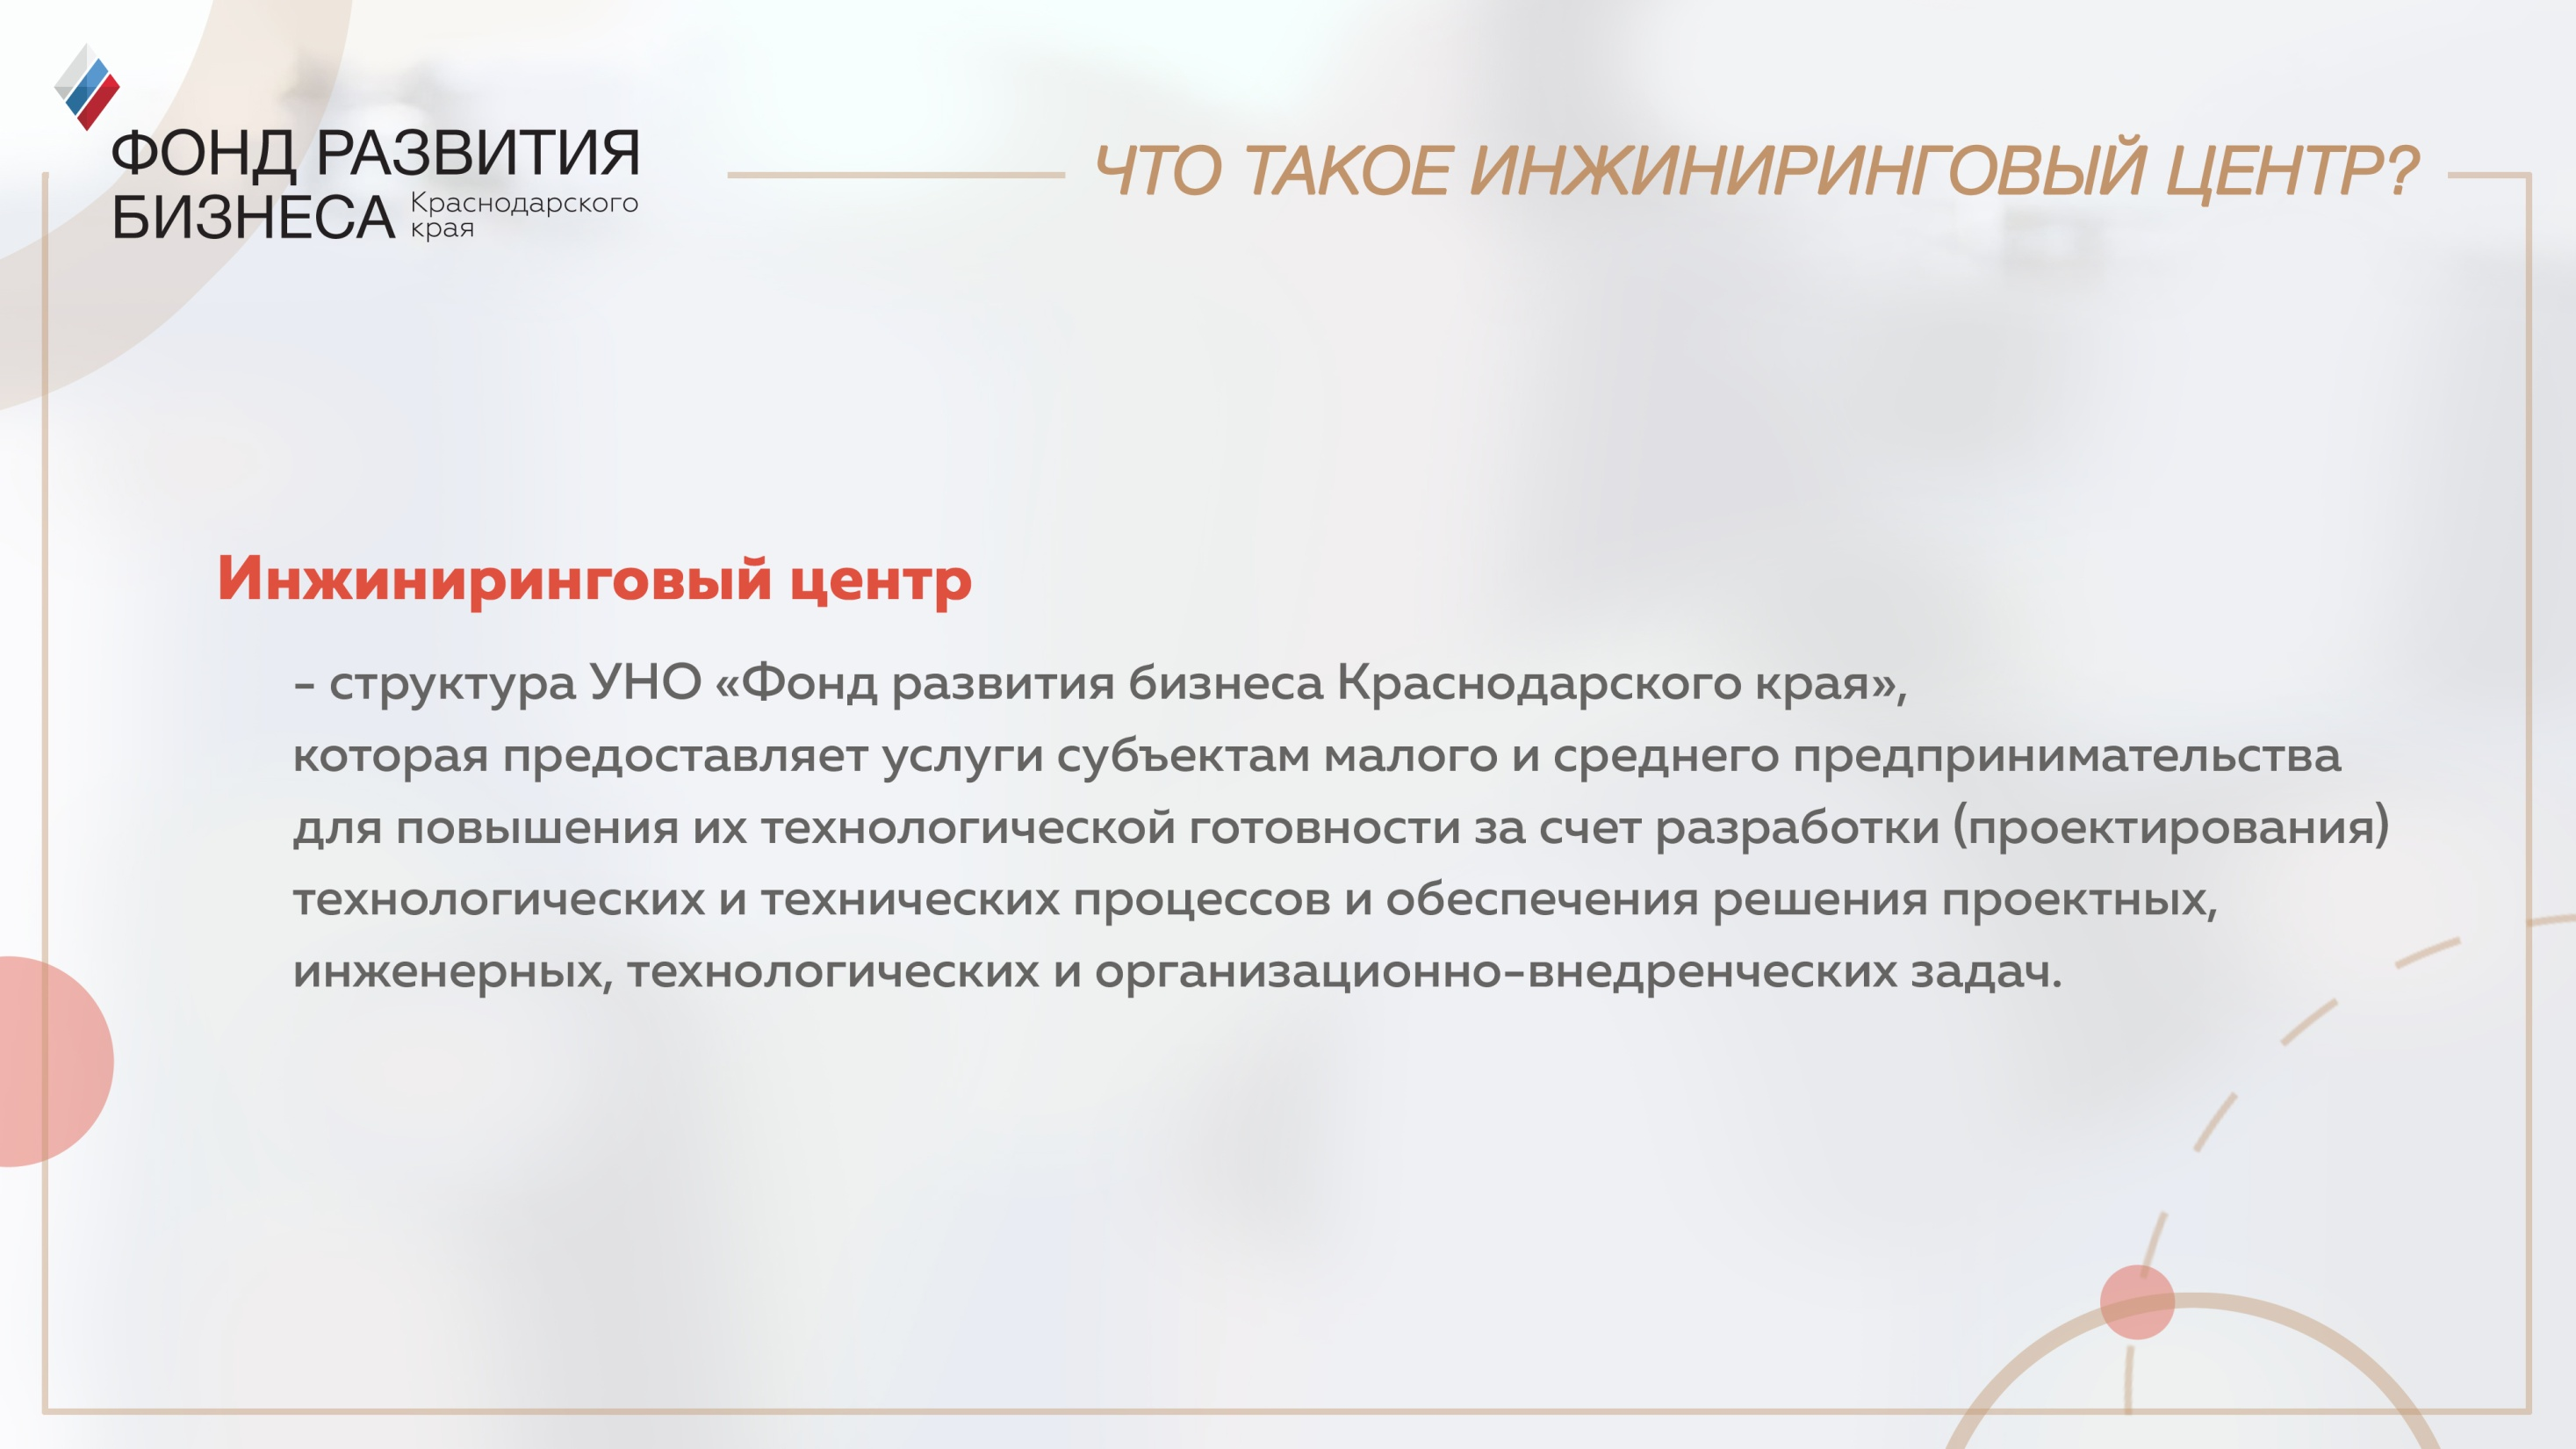 ФОНД РАЗВИТИЯ
БИЗНЕСА Краснодарского
края
ЧТО ТАКОЕ ИНЖИНИРИНГОВЫЙ ЦЕНТР?
Инжиниринговый центр
- структура УНО «Фонд развития бизнеса Краснодарского края»,
которая предоставляет услуги субъектам малого и среднего предпринимательства
для повышения их технологической готовности за счет разработки (проектирования)
технологических и технических процессов и обеспечения решения проектных,
инженерных, технологических и организационно-внедренческих задач.